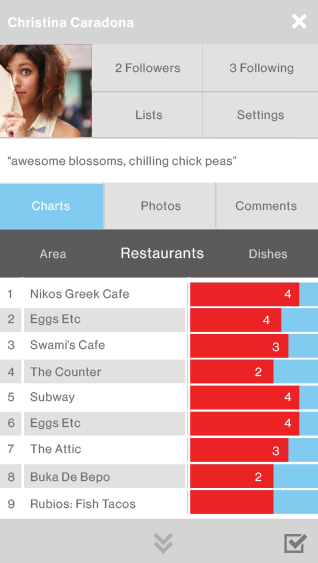 Christina Caradona
2 Followers
3 Following
Lists
Settings
“awesome blossoms, chilling chick peas”
Charts
Photos
Comments
Area
Restaurants
Dishes
1 Nikos Greek Cafe 4
2 Eggs Etc 4
3 Swami's Cafe 3
4 The Counter 2
5 Subway 4
6 Eggs Etc 4
7 The Attic 3
8 Buka De Bepo 2
9 Rubios: Fish Tacos